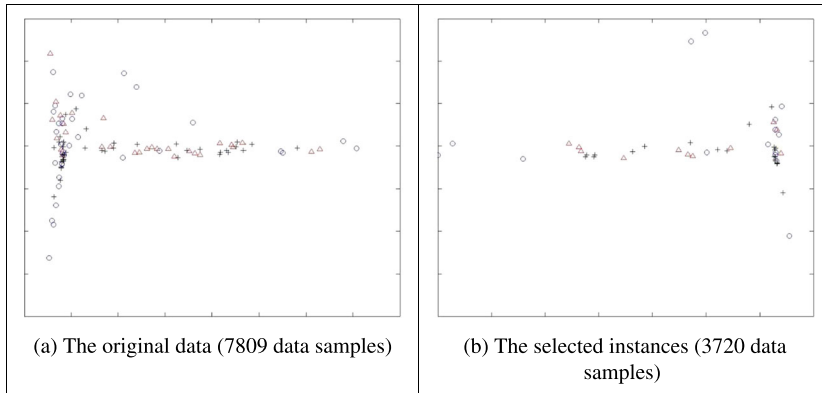 (a) The original data (7809 data samples)
(b) The selected instances (3720 data
samples)